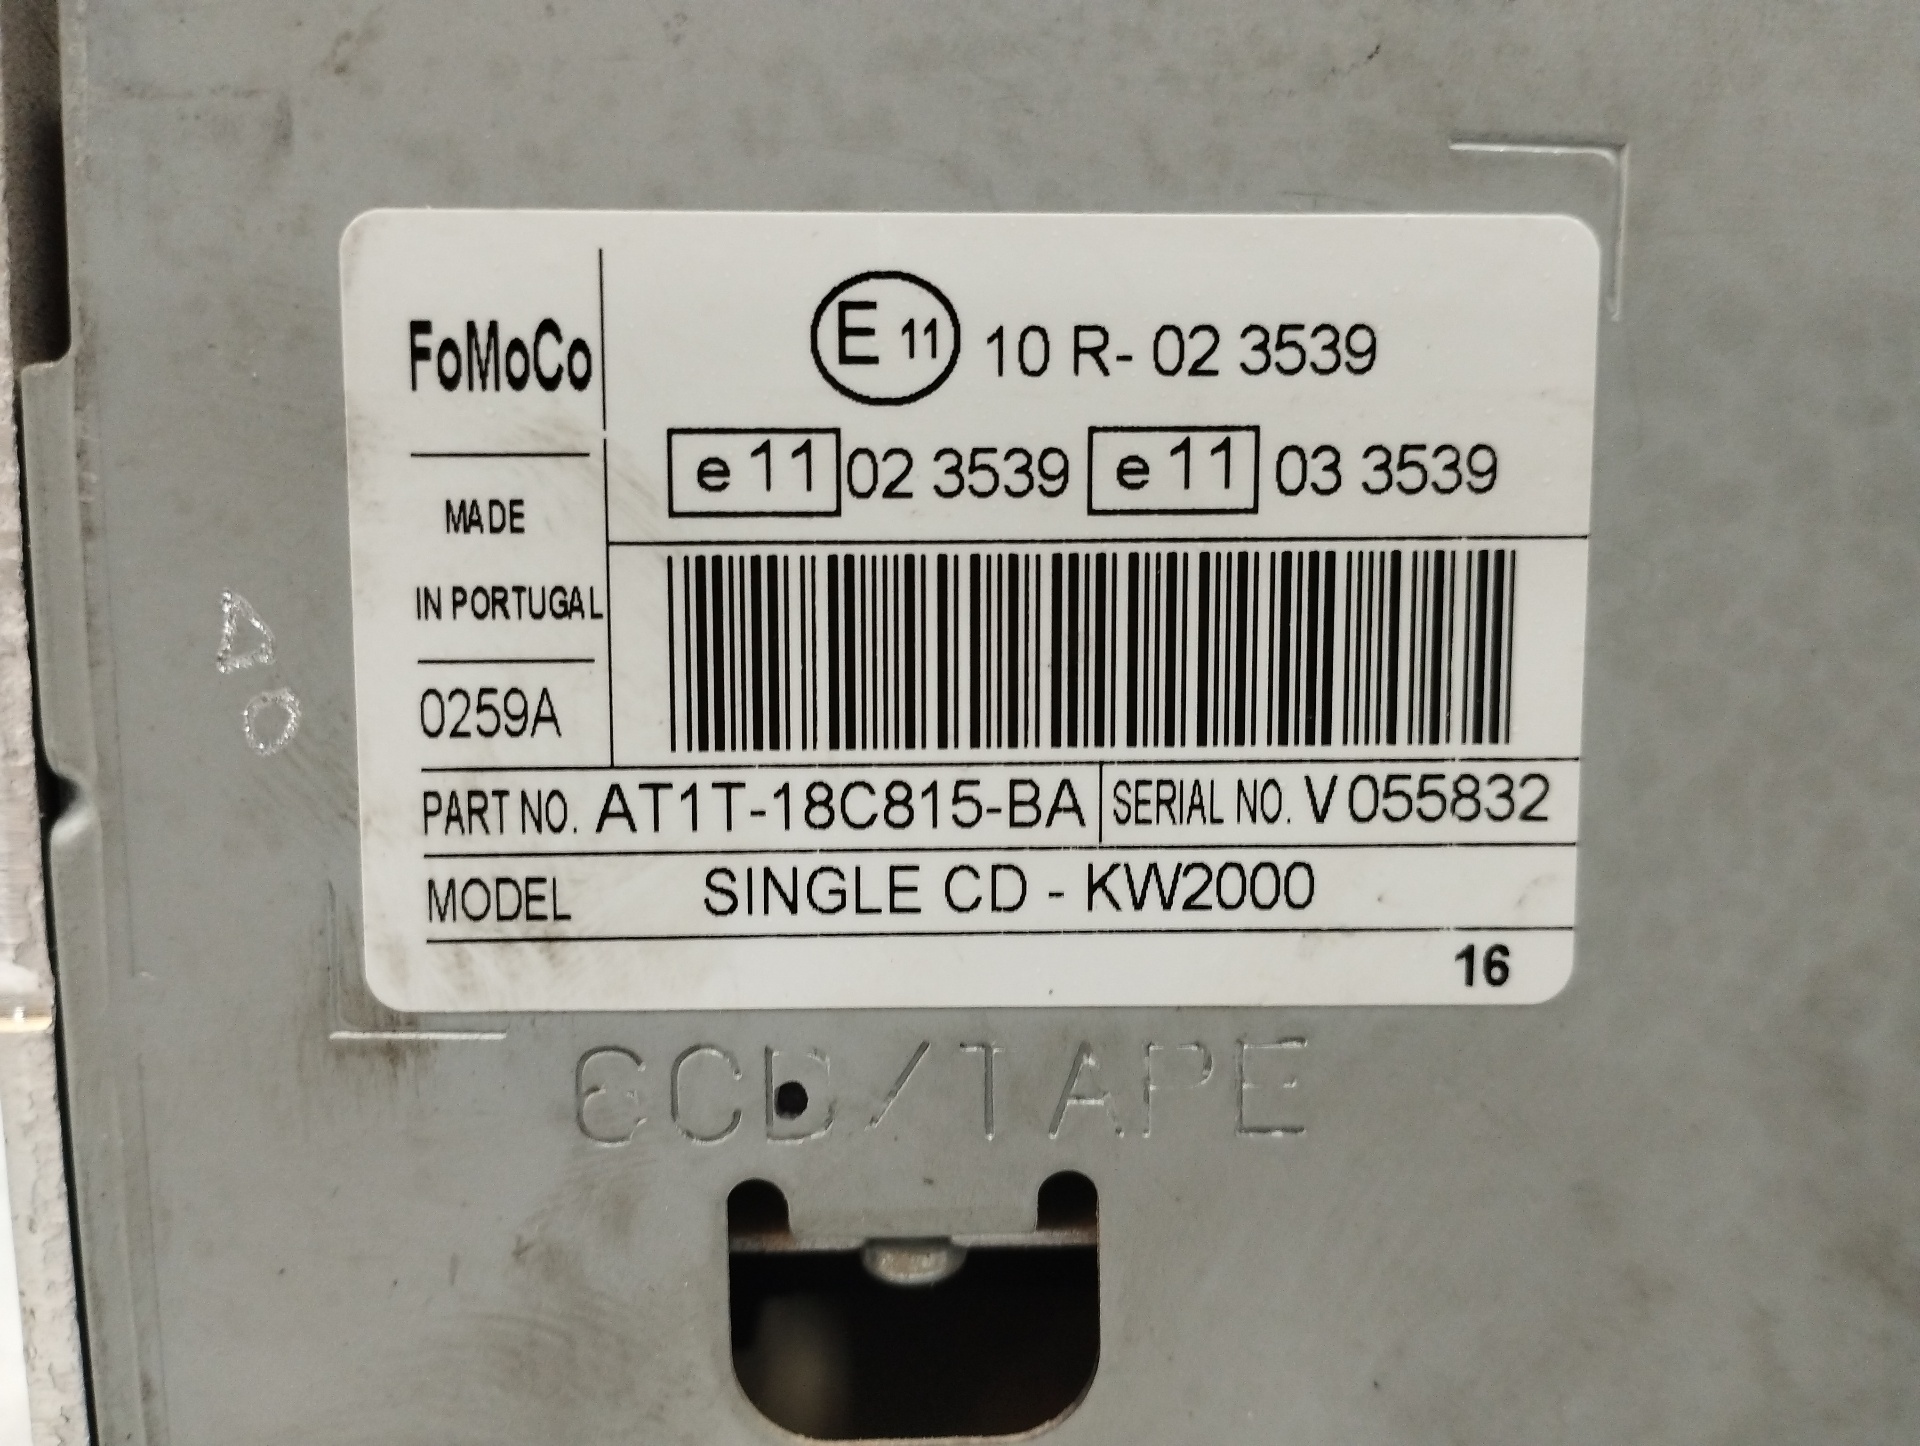 FoMoCo
E 11 10 R- 02 3539
e 11 02 3539 e 11 03 3539
MADE
IN PORTUGAL
0259A
PART NO. AT1T-18C815-BA SERIAL NO. V 055832
MODEL SINGLE CD - KW2000
16
6CD/TAPE